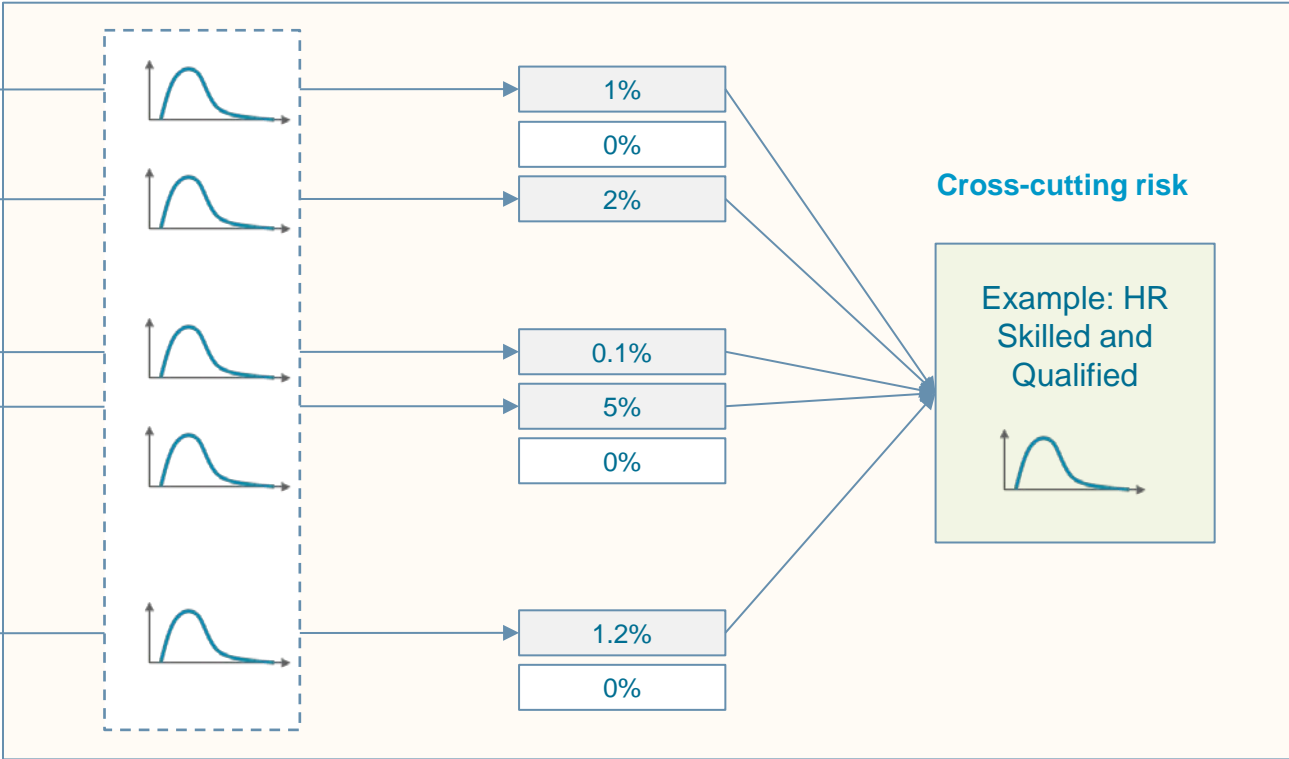 1%
0%
2%
0.1%
5%
0%
1.2%
0%
Cross-cutting risk
Example: HR
Skilled and
Qualified